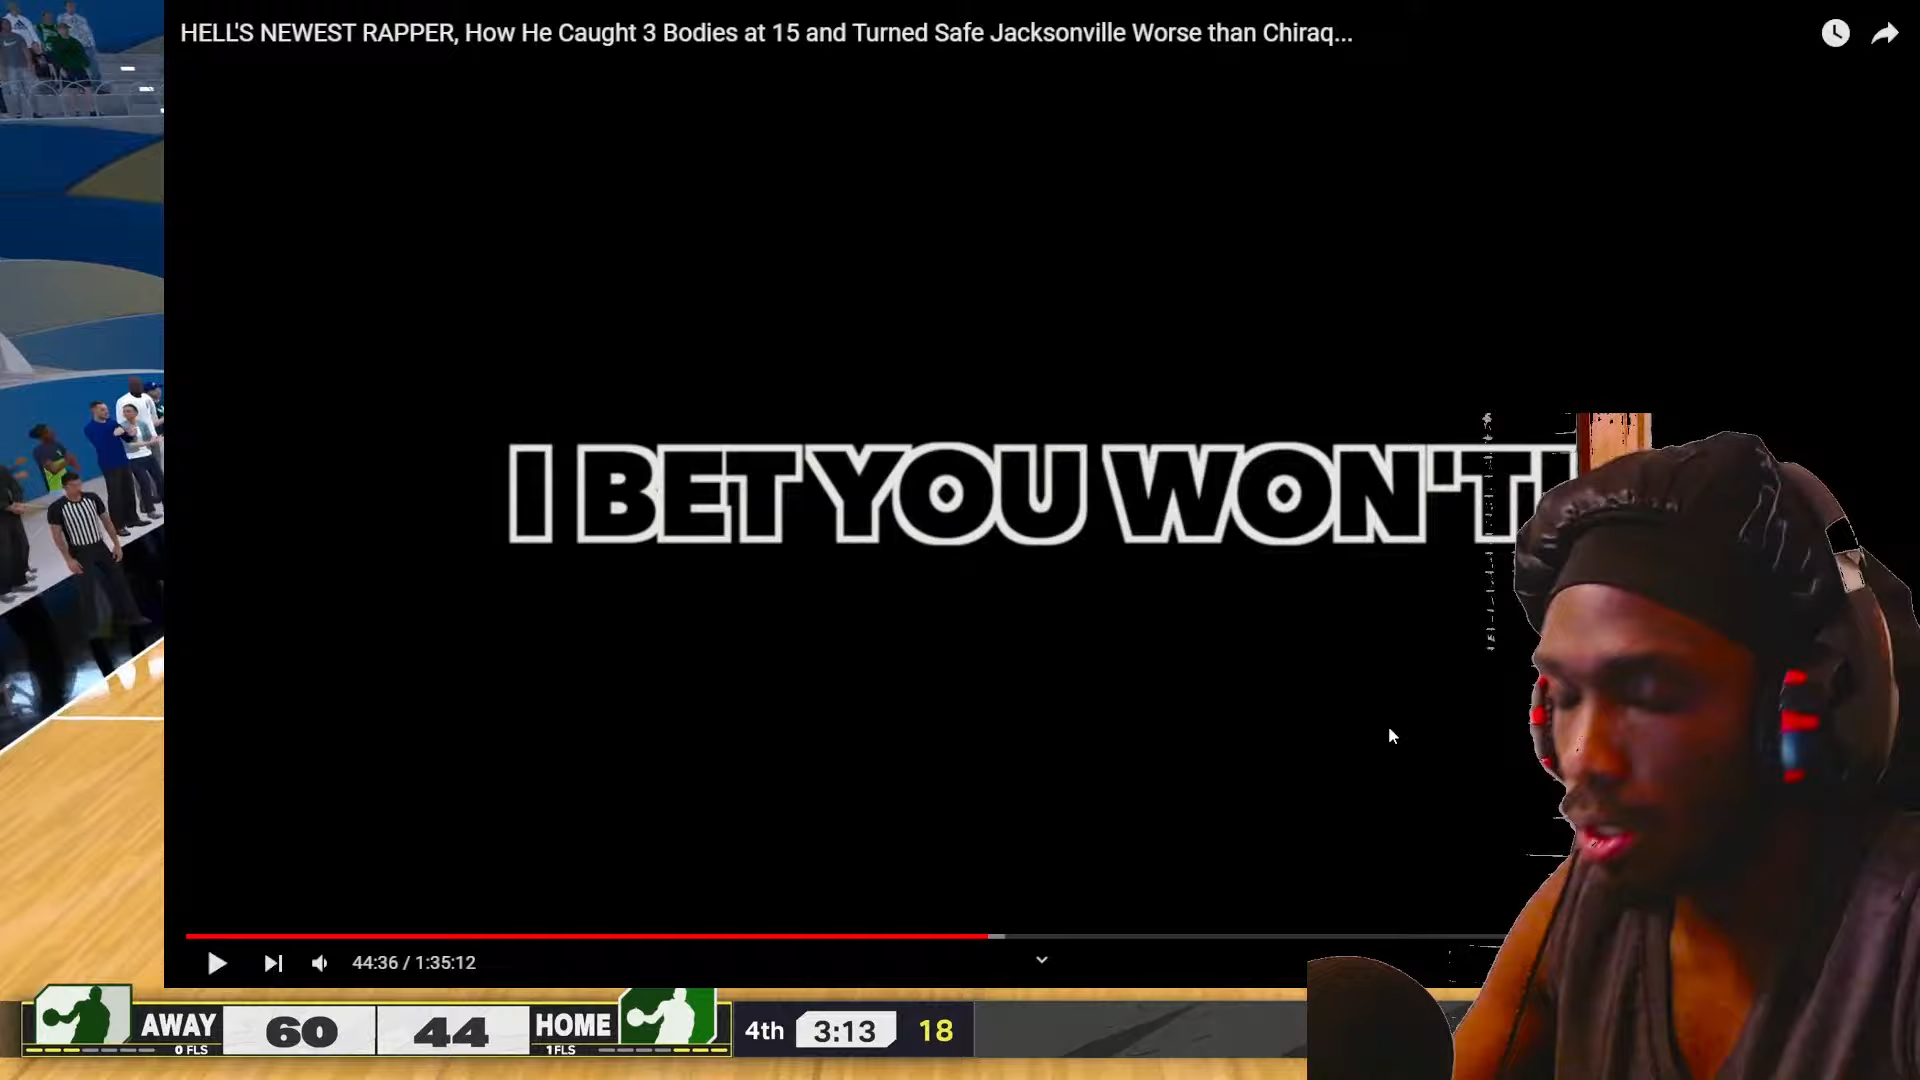 HELL'S NEWEST RAPPER, How He Caught 3 Bodies at 15 and Turned Safe Jacksonville Worse than Chiraq...
I BET YOU WON'T
44:36 / 1:35:12
AWAY 60 44 HOME 4th 3:13 18
0 FLS 1 FLS